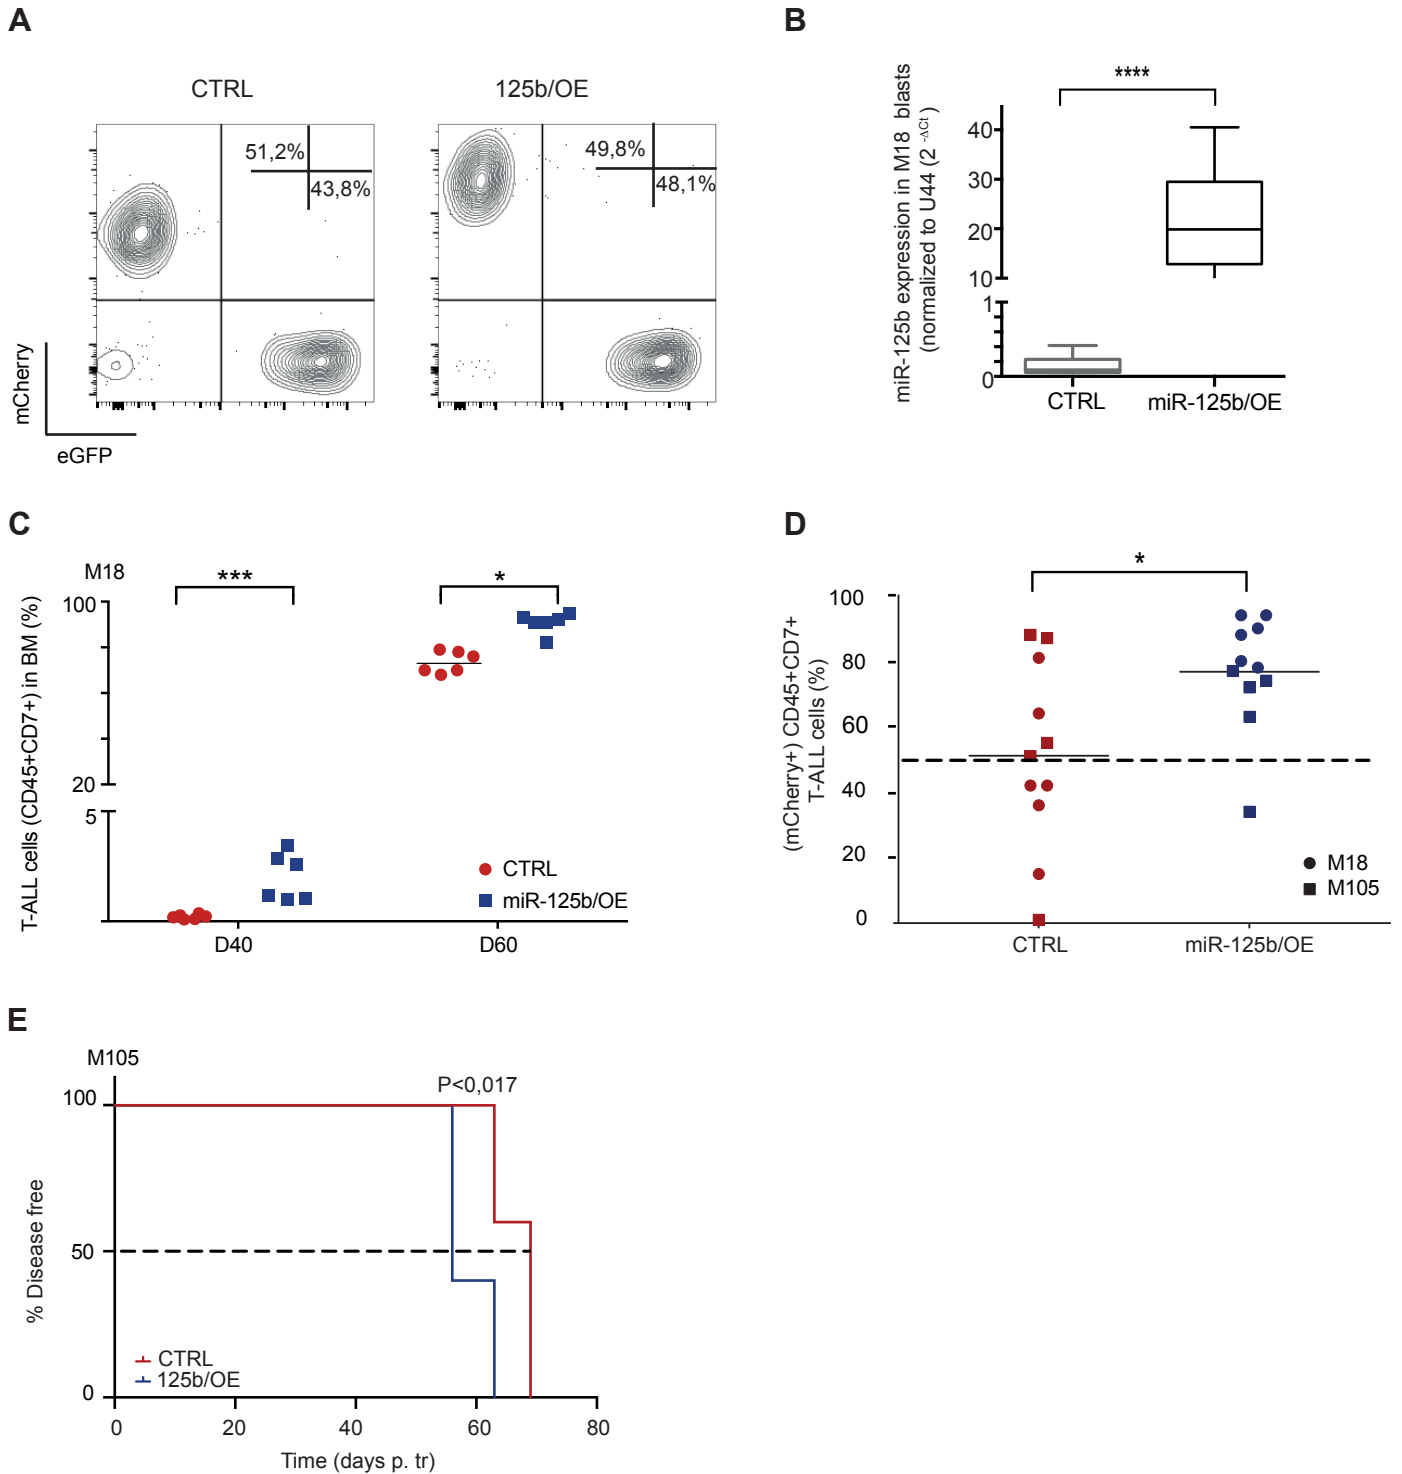 A
CTRL
125b/OE
51,2%
43,8%
49,8%
48,1%
mCherry
eGFP
B
****
miR-125b expression in M18 blasts
(normalized to U44 (2 -ΔCt )
40
30
20
10
1
0
CTRL
miR-125b/OE
C
M18
***
*
T-ALL cells (CD45+CD7+) in BM (%)
100
20
5
CTRL
miR-125b/OE
D40
D60
D
*
(mCherry+) CD45+CD7+
T-ALL cells (%)
100
80
60
40
20
0
M18
M105
CTRL
miR-125b/OE
E
M105
P<0,017
% Disease free
100
50
0
CTRL
125b/OE
0
20
40
60
80
Time (days p. tr)